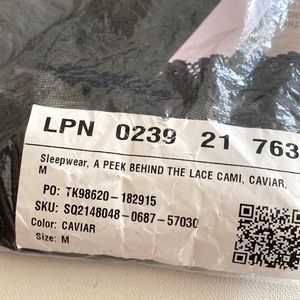 LPN 0239 21 763
Sleepwear, A PEEK BEHIND THE LACE CAMI, CAVIAR,
M
PO: TK98620-182915
SKU: SQ2148048-0687-57030
Color: CAVIAR
Size: M